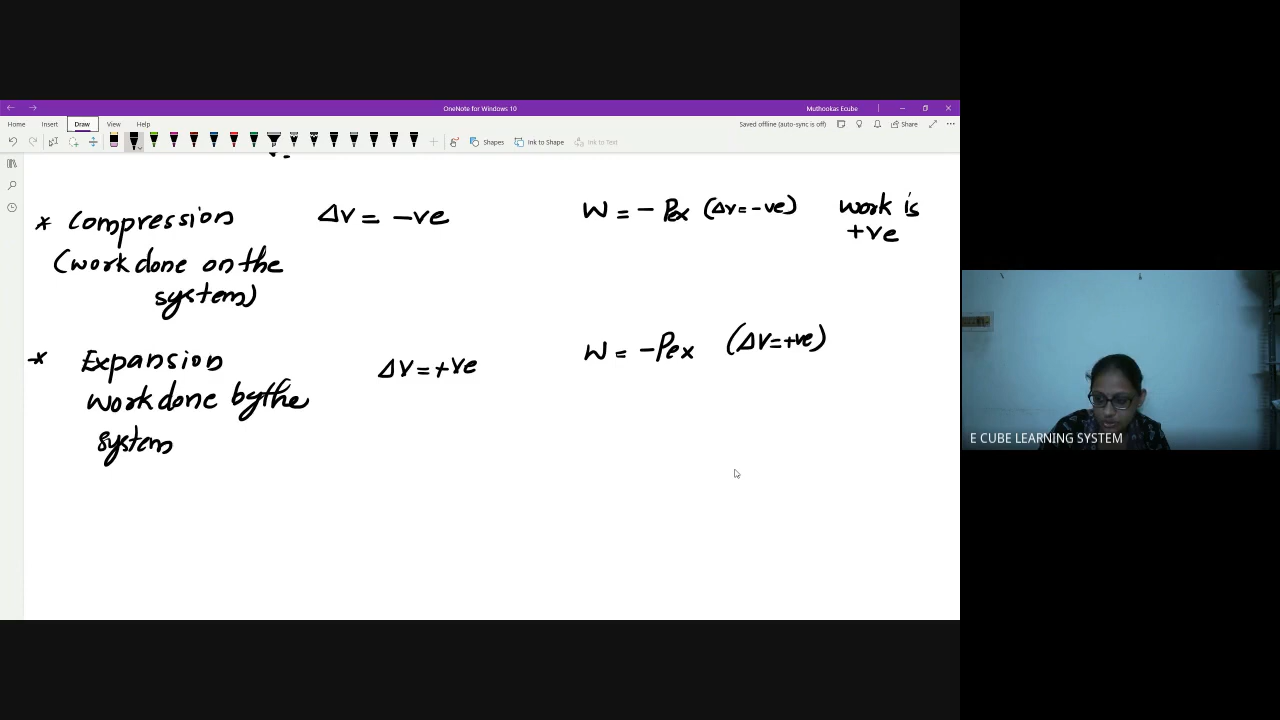 OneNote for Windows 10
Muthookas Ecube
Home Insert Draw View Help
Saved offline (auto-sync is off)
Share
Shapes
Ink to Shape
Ink to Text
* Compression ΔV = -ve W = - Pex (ΔV = -ve) work is
+ve
(work done on the
system)
* Expansion ΔV = +ve W = -Pex (ΔV = +ve)
work done by the
system
E CUBE LEARNING SYSTEM